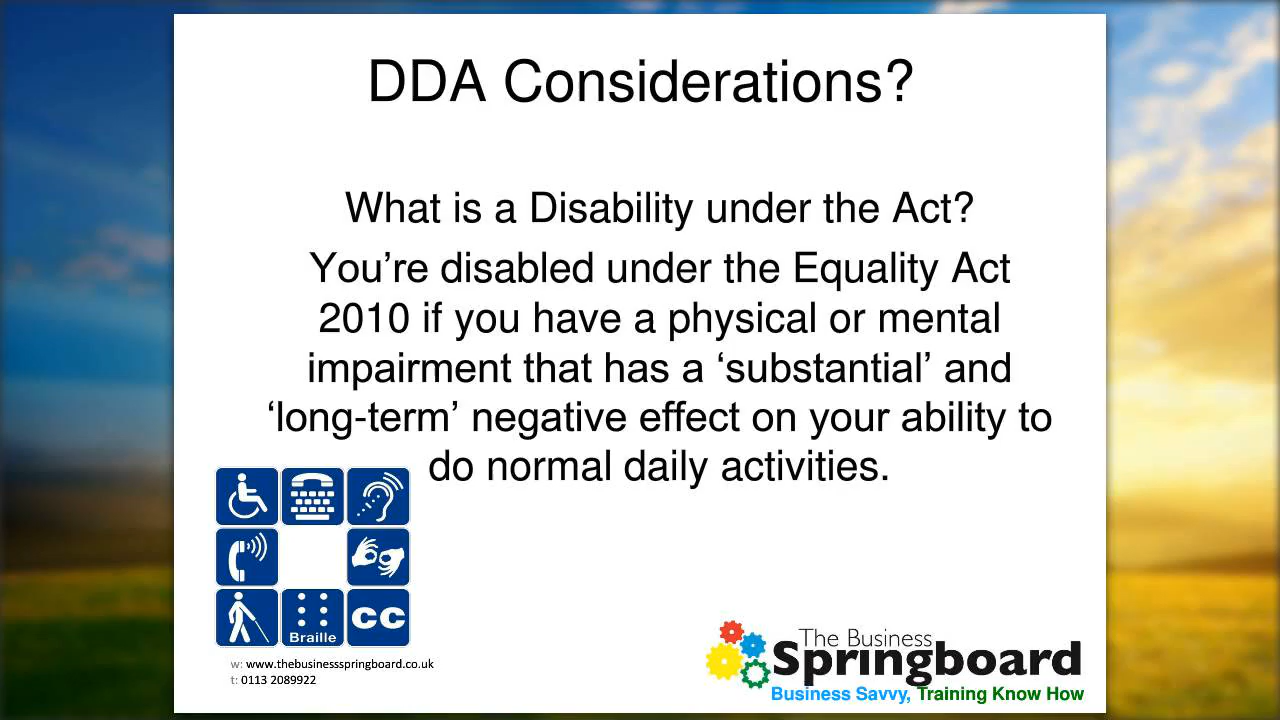 DDA Considerations?
What is a Disability under the Act?
You’re disabled under the Equality Act
2010 if you have a physical or mental
impairment that has a ‘substantial’ and
‘long-term’ negative effect on your ability to
do normal daily activities.
Braille
CC
w: www.thebusinessspringboard.co.uk
t: 0113 2089922
The Business
Springboard
Business Savvy, Training Know How